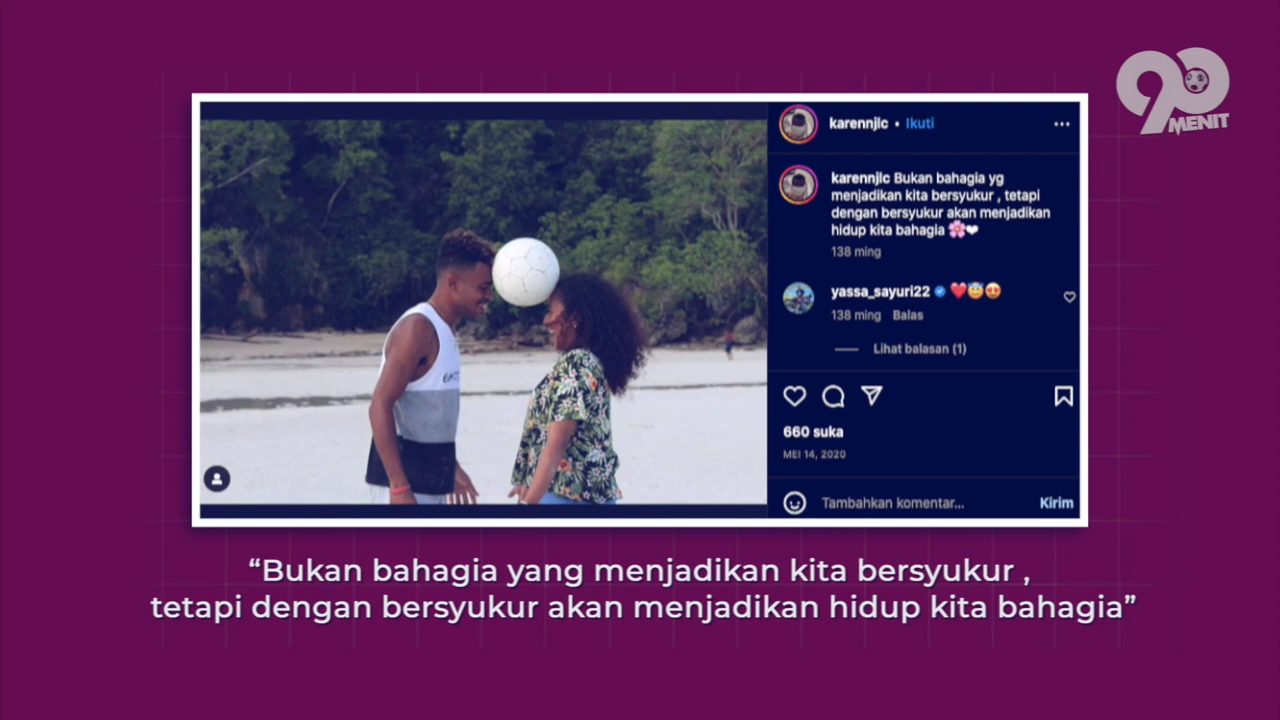 90
MENIT
karennjlc • Ikuti
karennjlc Bukan bahagia yg
menjadikan kita bersyukur , tetapi
dengan bersyukur akan menjadikan
hidup kita bahagia 🌸❤
138 ming
yassa_sayuri22 ❤️😇😍
138 ming Balas
Lihat balasan (1)
660 suka
MEI 14, 2020
Tambahkan komentar...
Kirim
“Bukan bahagia yang menjadikan kita bersyukur ,
tetapi dengan bersyukur akan menjadikan hidup kita bahagia”